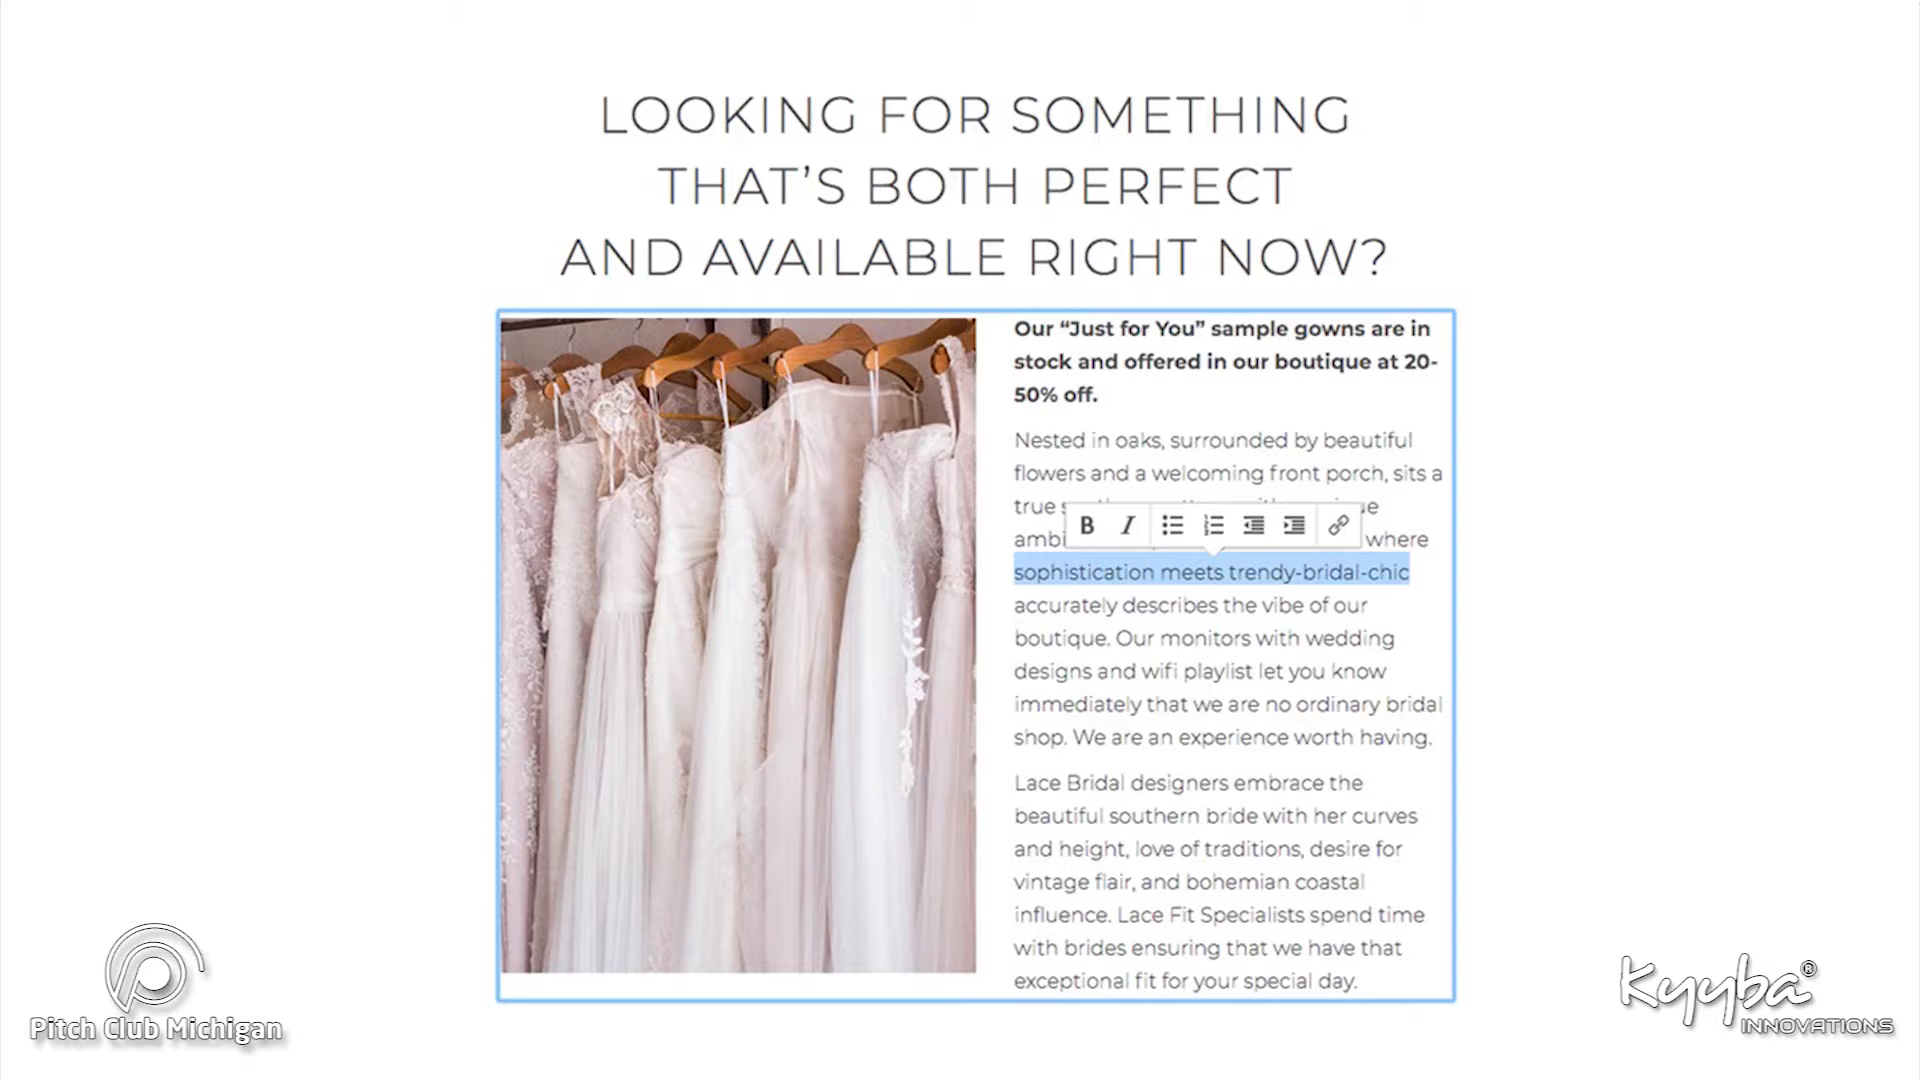 LOOKING FOR SOMETHING
THAT'S BOTH PERFECT
AND AVAILABLE RIGHT NOW?
Our “Just for You” sample gowns are in
stock and offered in our boutique at 20-
50% off.
Nested in oaks, surrounded by beautiful
flowers and a welcoming front porch, sits a
true
B I
where
sophistication meets trendy-bridal-chic
accurately describes the vibe of our
boutique. Our monitors with wedding
designs and wifi playlist let you know
immediately that we are no ordinary bridal
shop. We are an experience worth having.
Lace Bridal designers embrace the
beautiful southern bride with her curves
and height, love of traditions, desire for
vintage flair, and bohemian coastal
influence. Lace Fit Specialists spend time
with brides ensuring that we have that
exceptional fit for your special day.
Pitch Club Michigan
Kyyba®
INNOVATIONS